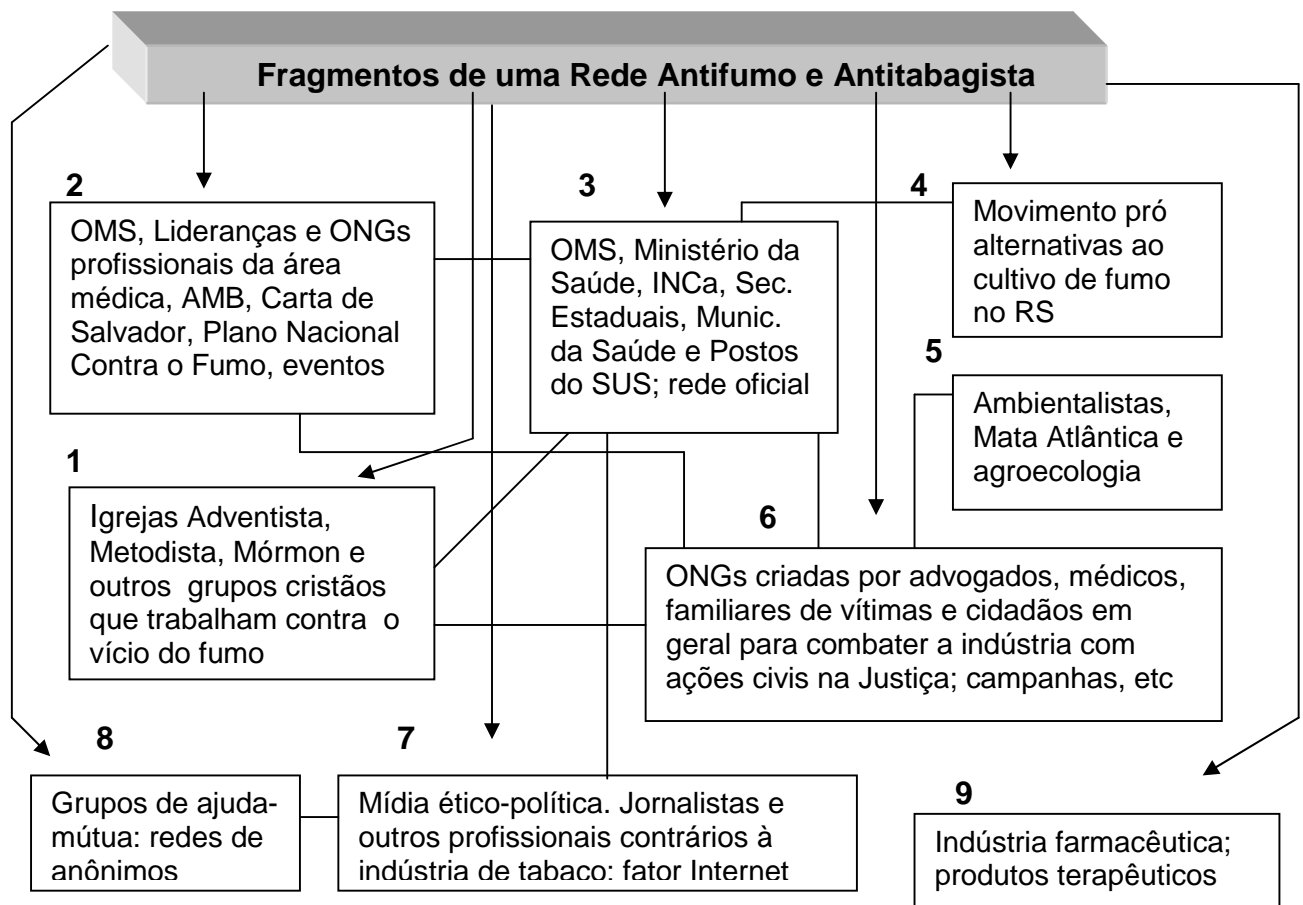 Fragmentos de uma Rede Antifumo e Antitabagista
2
OMS, Lideranças e ONGs
profissionais da área
médica, AMB, Carta de
Salvador, Plano Nacional
Contra o Fumo, eventos
3
OMS, Ministério da
Saúde, INCa, Sec.
Estaduais, Munic.
da Saúde e Postos
do SUS; rede oficial
4
Movimento pró
alternativas ao
cultivo de fumo
no RS
5
Ambientalistas,
Mata Atlântica e
agroecologia
1
Igrejas Adventista,
Metodista, Mórmon e
outros grupos cristãos
que trabalham contra o
vício do fumo
6
ONGs criadas por advogados, médicos,
familiares de vítimas e cidadãos em
geral para combater a indústria com
ações civis na Justiça; campanhas, etc
8
Grupos de ajuda-
mútua: redes de
anônimos
7
Mídia ético-política. Jornalistas e
outros profissionais contrários à
indústria de tabaco: fator Internet
9
Indústria farmacêutica;
produtos terapêuticos